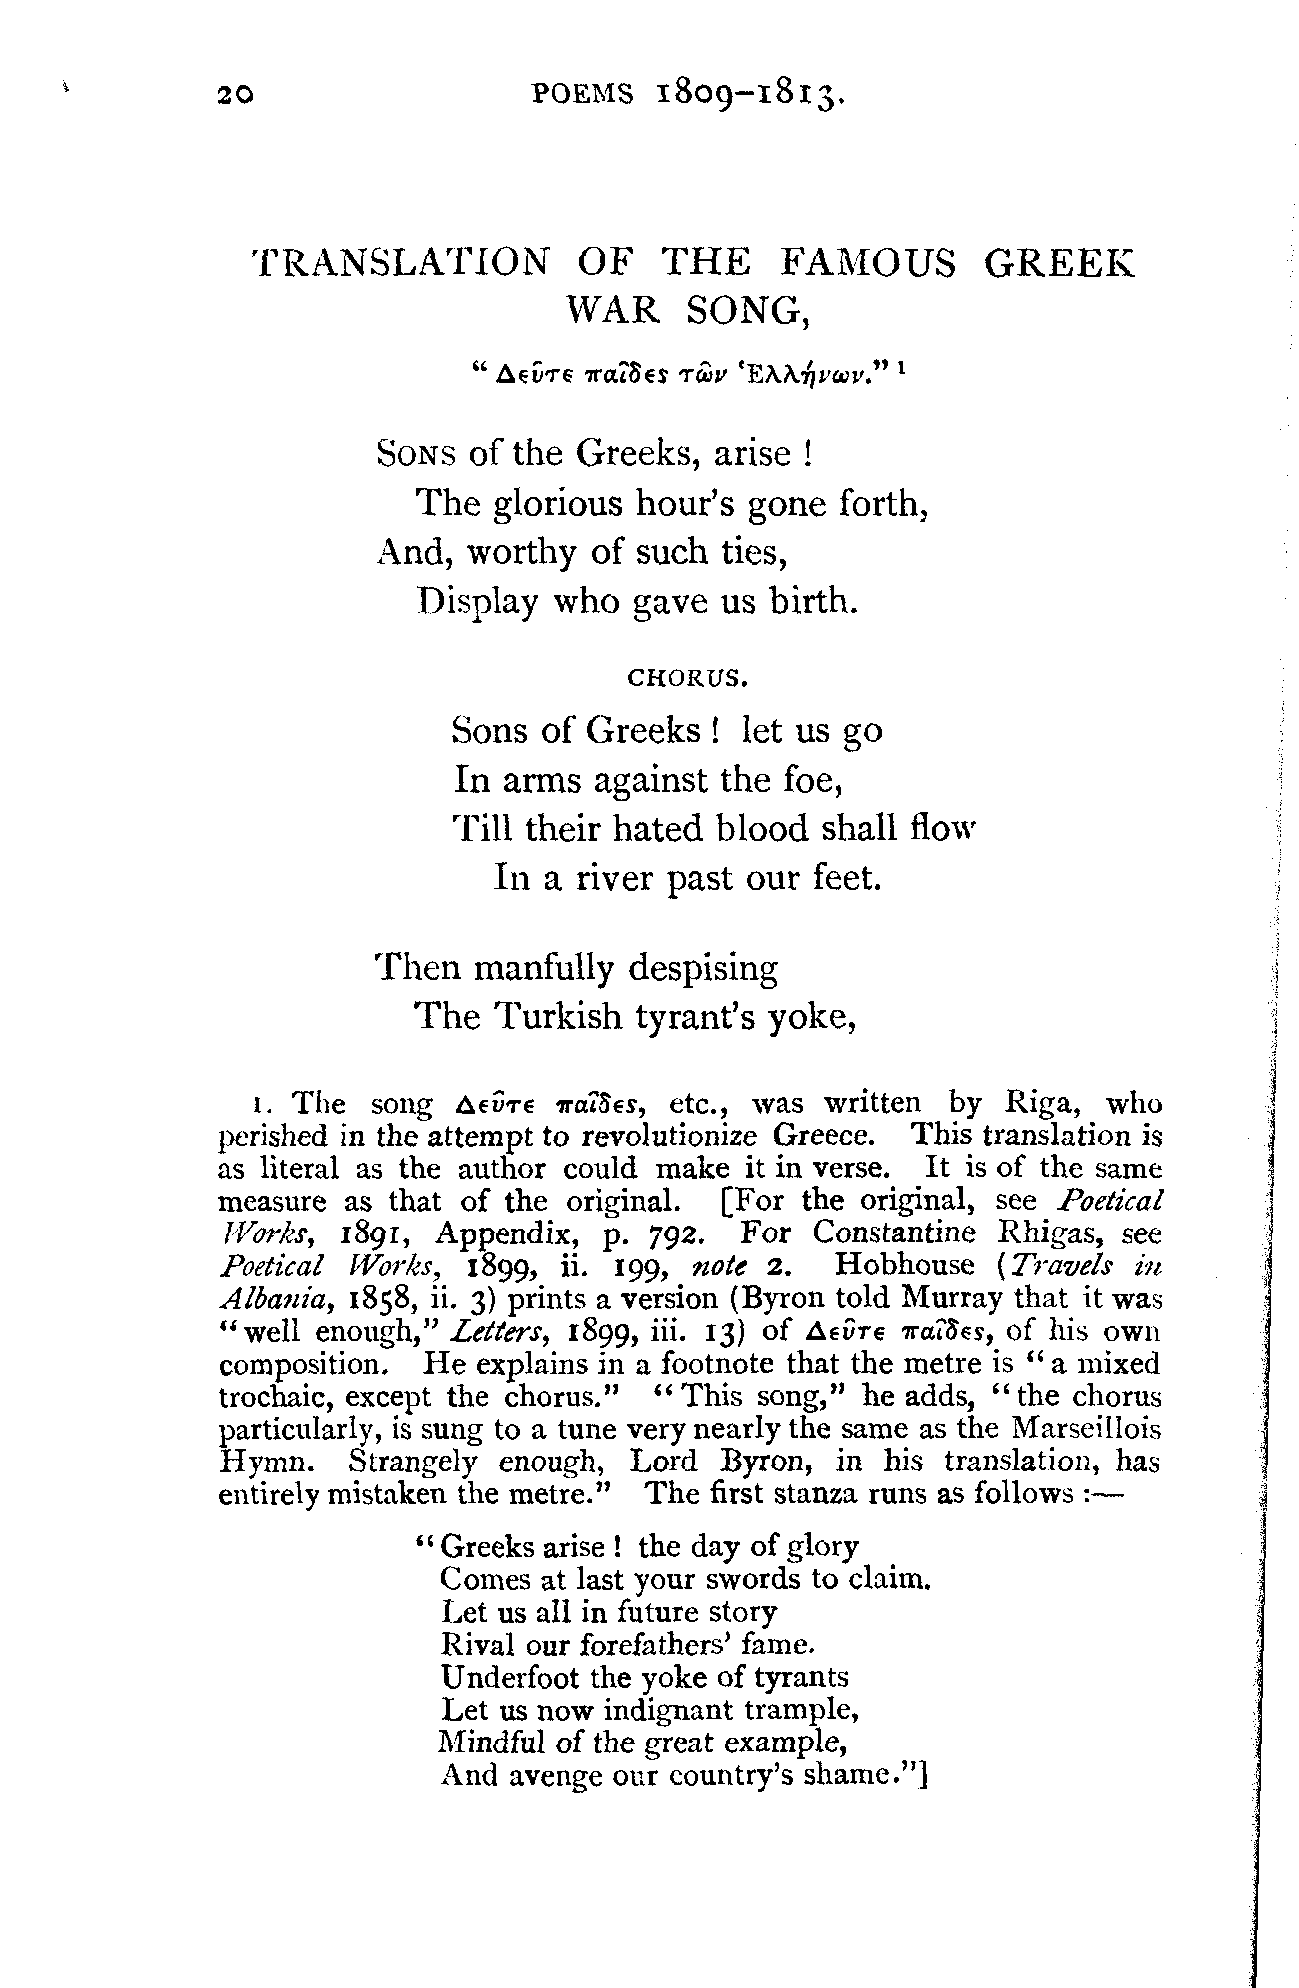 20 POEMS 1809–1813.
TRANSLATION OF THE FAMOUS GREEK
WAR SONG,
“ Δεῦτε παῖδες τῶν Ἑλλήνων.” 1
SONS of the Greeks, arise !
The glorious hour's gone forth,
And, worthy of such ties,
Display who gave us birth.
CHORUS.
Sons of Greeks ! let us go
In arms against the foe,
Till their hated blood shall flow
In a river past our feet.
Then manfully despising
The Turkish tyrant's yoke,
1. The song Δεῦτε παῖδες, etc., was written by Riga, who
perished in the attempt to revolutionize Greece. This translation is
as literal as the author could make it in verse. It is of the same
measure as that of the original. [For the original, see Poetical
Works, 1891, Appendix, p. 792. For Constantine Rhigas, see
Poetical Works, 1899, ii. 199, note 2. Hobhouse (Travels in
Albania, 1858, ii. 3) prints a version (Byron told Murray that it was
“well enough,” Letters, 1899, iii. 13) of Δεῦτε παῖδες, of his own
composition. He explains in a footnote that the metre is “a mixed
trochaic, except the chorus.” “This song,” he adds, “the chorus
particularly, is sung to a tune very nearly the same as the Marseillois
Hymn. Strangely enough, Lord Byron, in his translation, has
entirely mistaken the metre.” The first stanza runs as follows :—
“Greeks arise ! the day of glory
Comes at last your swords to claim.
Let us all in future story
Rival our forefathers' fame.
Underfoot the yoke of tyrants
Let us now indignant trample,
Mindful of the great example,
And avenge our country's shame.”]